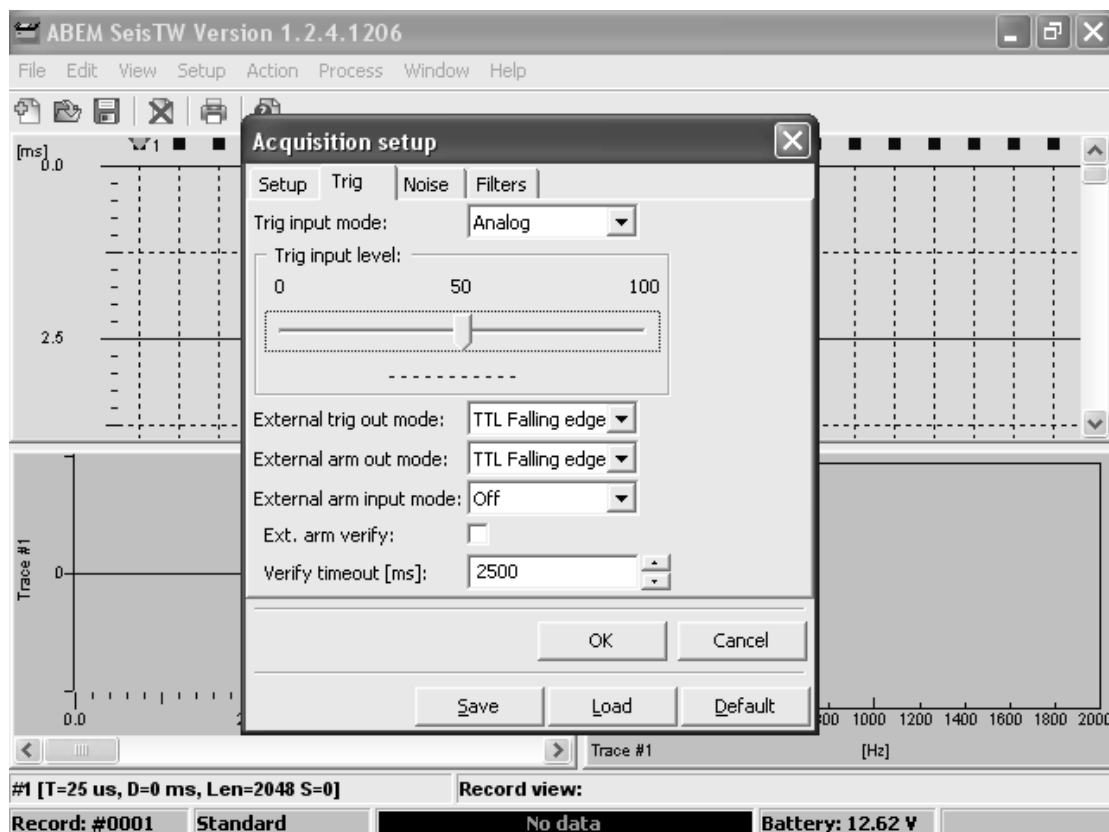 ABEM SeisTW Version 1.2.4.1206
File Edit View Setup Action Process Window Help
[ms]
0.0
1
2.5
Acquisition setup
Setup Trig Noise Filters
Trig input mode: Analog
Trig input level:
0 50 100
-----------
External trig out mode: TTL Falling edge
External arm out mode: TTL Falling edge
External arm input mode: Off
Ext. arm verify:
Verify timeout [ms]: 2500
OK Cancel
Save Load Default
Trace #1
0
0.0
1000 1200 1400 1600 1800 2000
Trace #1 [Hz]
#1 [T=25 us, D=0 ms, Len=2048 S=0] Record view:
Record: #0001 Standard No data Battery: 12.62 V